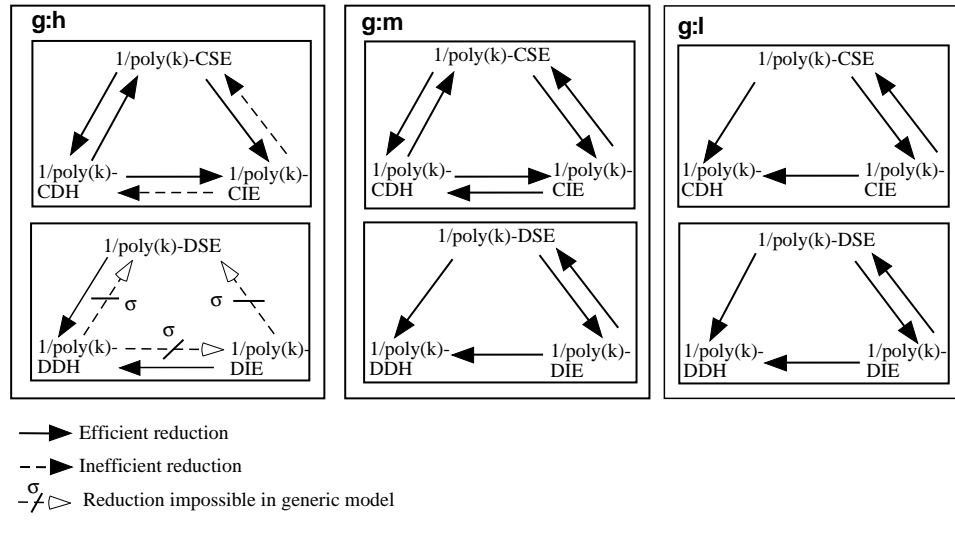 g:h
1/poly(k)-CSE
1/poly(k)-
CDH
1/poly(k)-
CIE
1/poly(k)-DSE
σ
σ
σ
1/poly(k)-
DDH
1/poly(k)-
DIE
g:m
1/poly(k)-CSE
1/poly(k)-
CDH
1/poly(k)-
CIE
1/poly(k)-DSE
1/poly(k)-
DDH
1/poly(k)-
DIE
g:l
1/poly(k)-CSE
1/poly(k)-
CDH
1/poly(k)-
CIE
1/poly(k)-DSE
1/poly(k)-
DDH
1/poly(k)-
DIE
Efficient reduction
Inefficient reduction
σ
Reduction impossible in generic model